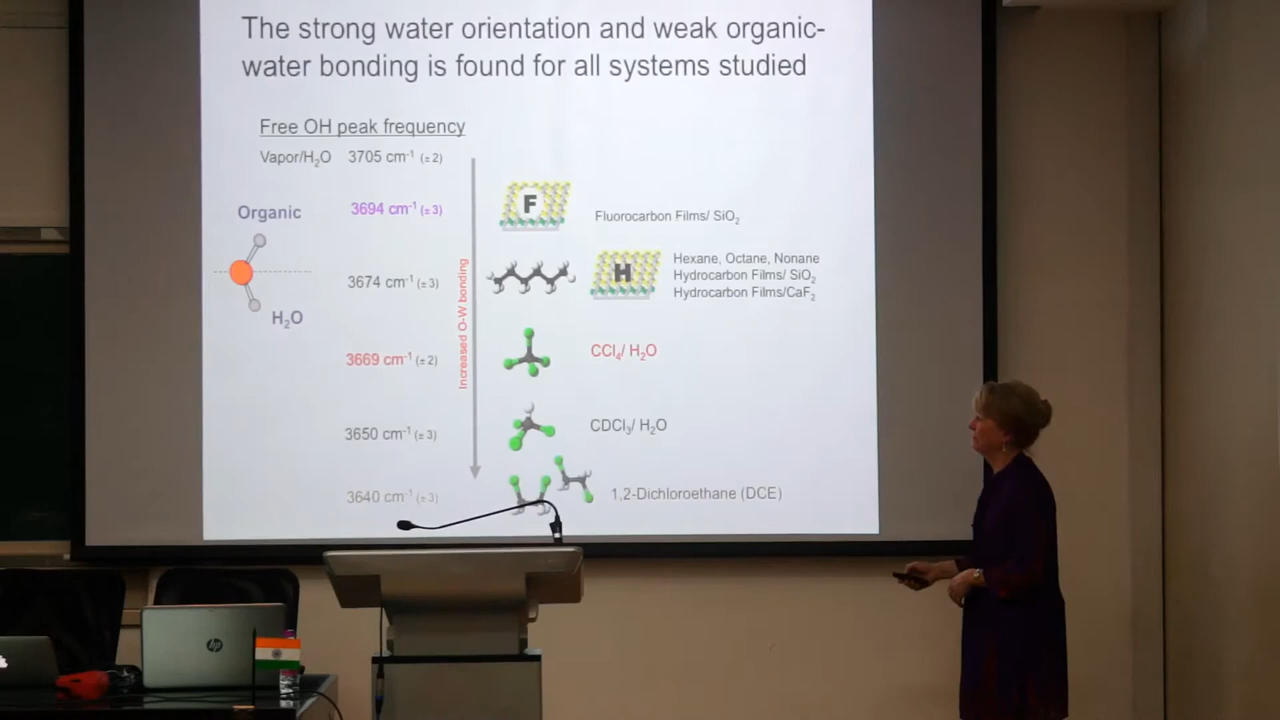 The strong water orientation and weak organic-
water bonding is found for all systems studied
Free OH peak frequency
Vapor/H₂O 3705 cm⁻¹ (± 2)
Organic
3694 cm⁻¹ (± 3)
F
Fluorocarbon Films/ SiO₂
H₂O
3674 cm⁻¹ (± 3)
H
Hexane, Octane, Nonane
Hydrocarbon Films/ SiO₂
Hydrocarbon Films/CaF₂
Increased O-W bonding
3669 cm⁻¹ (± 2)
CCl₄/ H₂O
3650 cm⁻¹ (± 3)
CDCl₃/ H₂O
3640 cm⁻¹ (± 3)
1,2-Dichloroethane (DCE)
hp